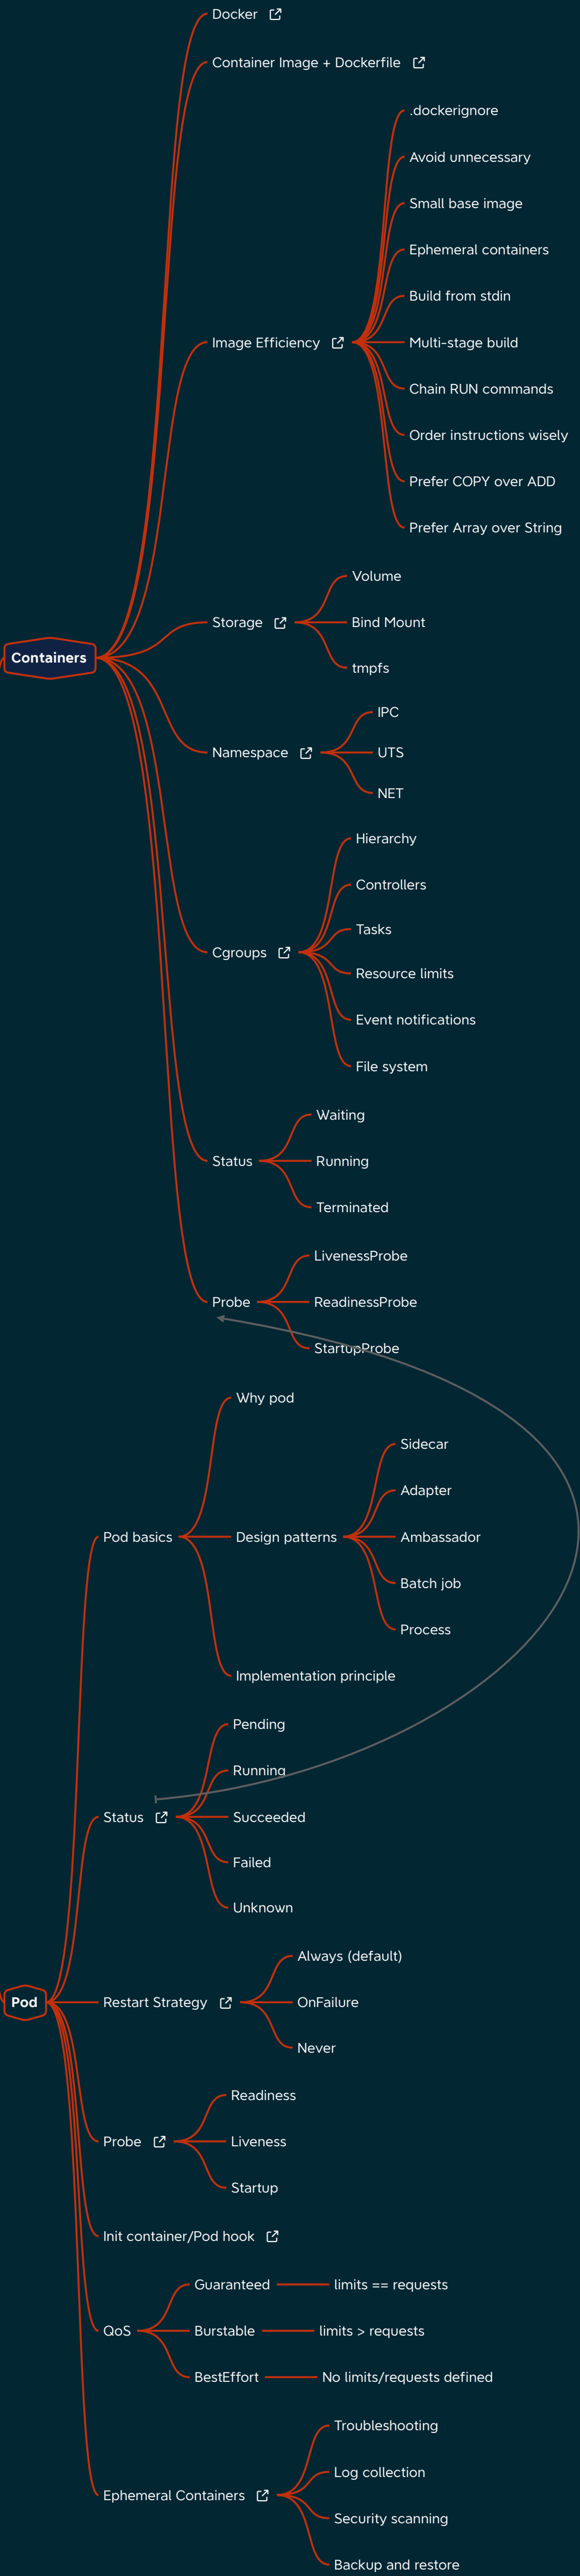 Docker
Container Image + Dockerfile
.dockerignore
Avoid unnecessary
Small base image
Ephemeral containers
Build from stdin
Image Efficiency
Multi-stage build
Chain RUN commands
Order instructions wisely
Prefer COPY over ADD
Prefer Array over String
Volume
Storage
Bind Mount
Containers
tmpfs
IPC
Namespace
UTS
NET
Hierarchy
Controllers
Tasks
Cgroups
Resource limits
Event notifications
File system
Waiting
Status
Running
Terminated
LivenessProbe
Probe
ReadinessProbe
StartupProbe
Why pod
Sidecar
Adapter
Pod basics
Design patterns
Ambassador
Batch job
Process
Implementation principle
Pending
Running
Status
Succeeded
Failed
Unknown
Always (default)
Pod
Restart Strategy
OnFailure
Never
Readiness
Probe
Liveness
Startup
Init container/Pod hook
Guaranteed
limits == requests
QoS
Burstable
limits > requests
BestEffort
No limits/requests defined
Troubleshooting
Log collection
Ephemeral Containers
Security scanning
Backup and restore